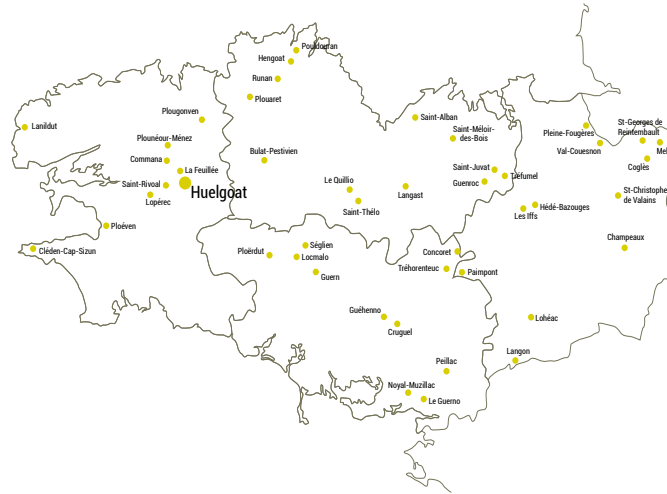 Pouldouran
Hengoat
Runan
Plouaret
Plougonven
Lanildut
Plounéour-Ménez
Commana
La Feuillée
Saint-Rivoal
Huelgoat
Lopérec
Ploéven
Cléden-Cap-Sizun
Bulat-Pestivien
Le Quillio
Saint-Thélo
Langast
Saint-Alban
Saint-Méloir-
des-Bois
Saint-Juvat
Guenroc
Tréfumel
Pleine-Fougères
Val-Couesnon
St-Georges de
Reintembault
Mel
Coglès
St-Christophe
de Valains
Hédé-Bazouges
Les Iffs
Champeaux
Ploërdut
Séglien
Locmalo
Guern
Concoret
Tréhorenteuc
Paimpont
Guéhenno
Cruguel
Lohéac
Langon
Peillac
Noyal-Muzillac
Le Guerno